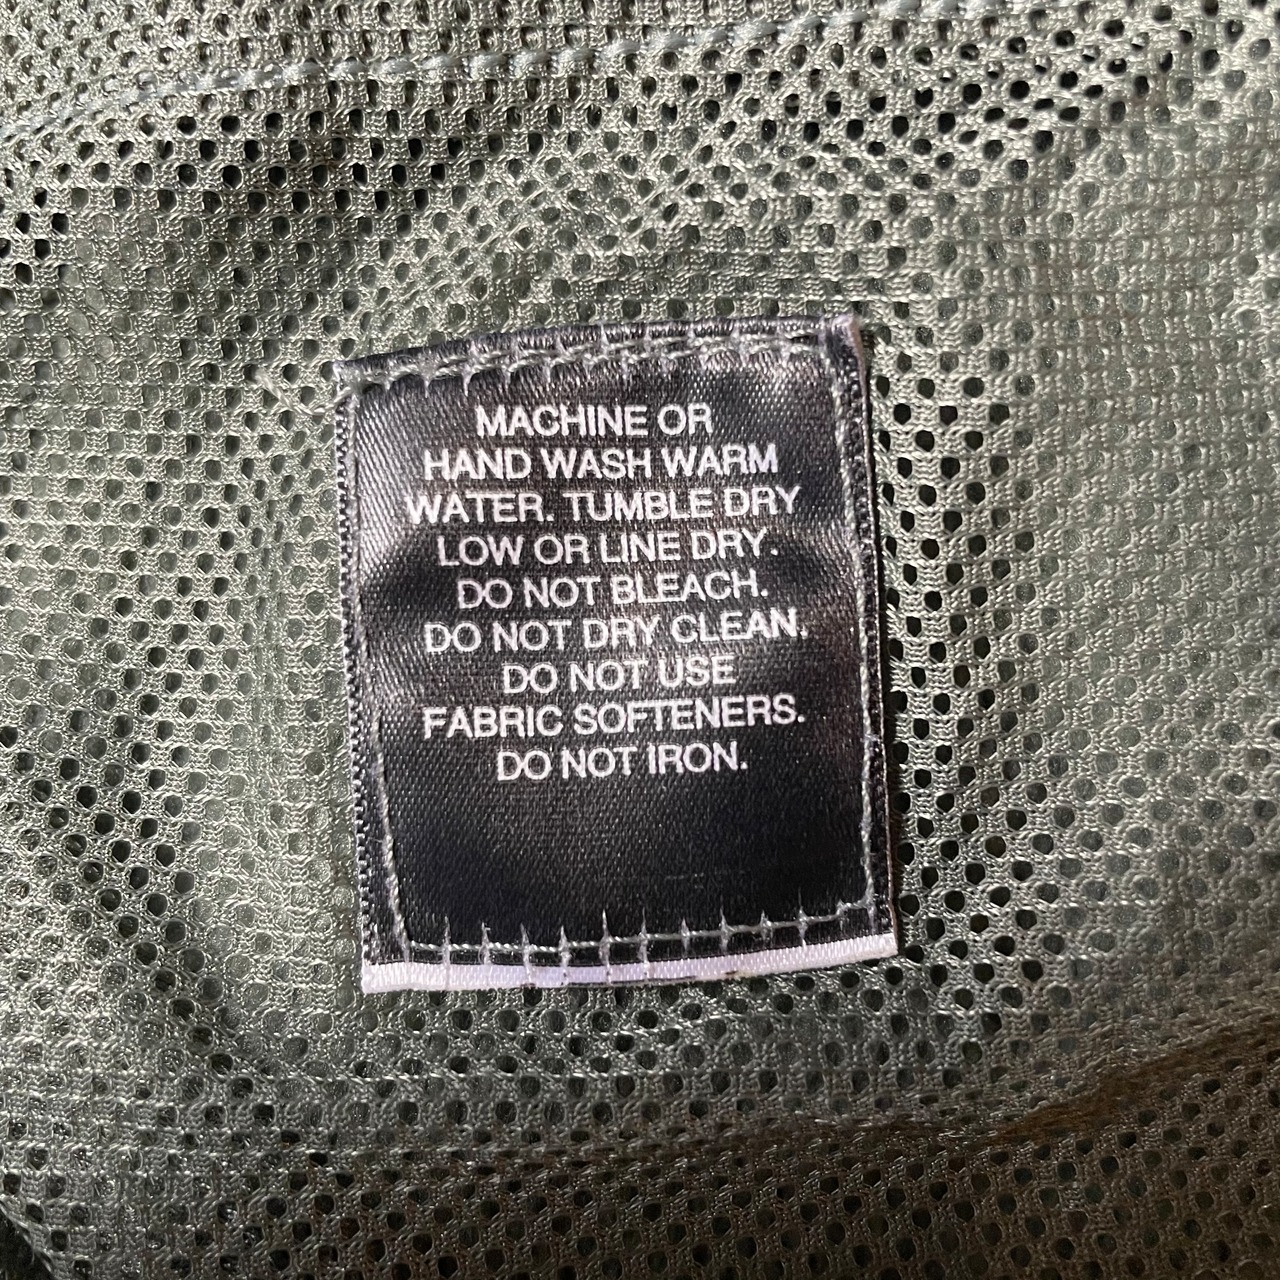 MACHINE OR
HAND WASH WARM
WATER. TUMBLE DRY
LOW OR LINE DRY.
DO NOT BLEACH.
DO NOT DRY CLEAN.
DO NOT USE
FABRIC SOFTENERS.
DO NOT IRON.